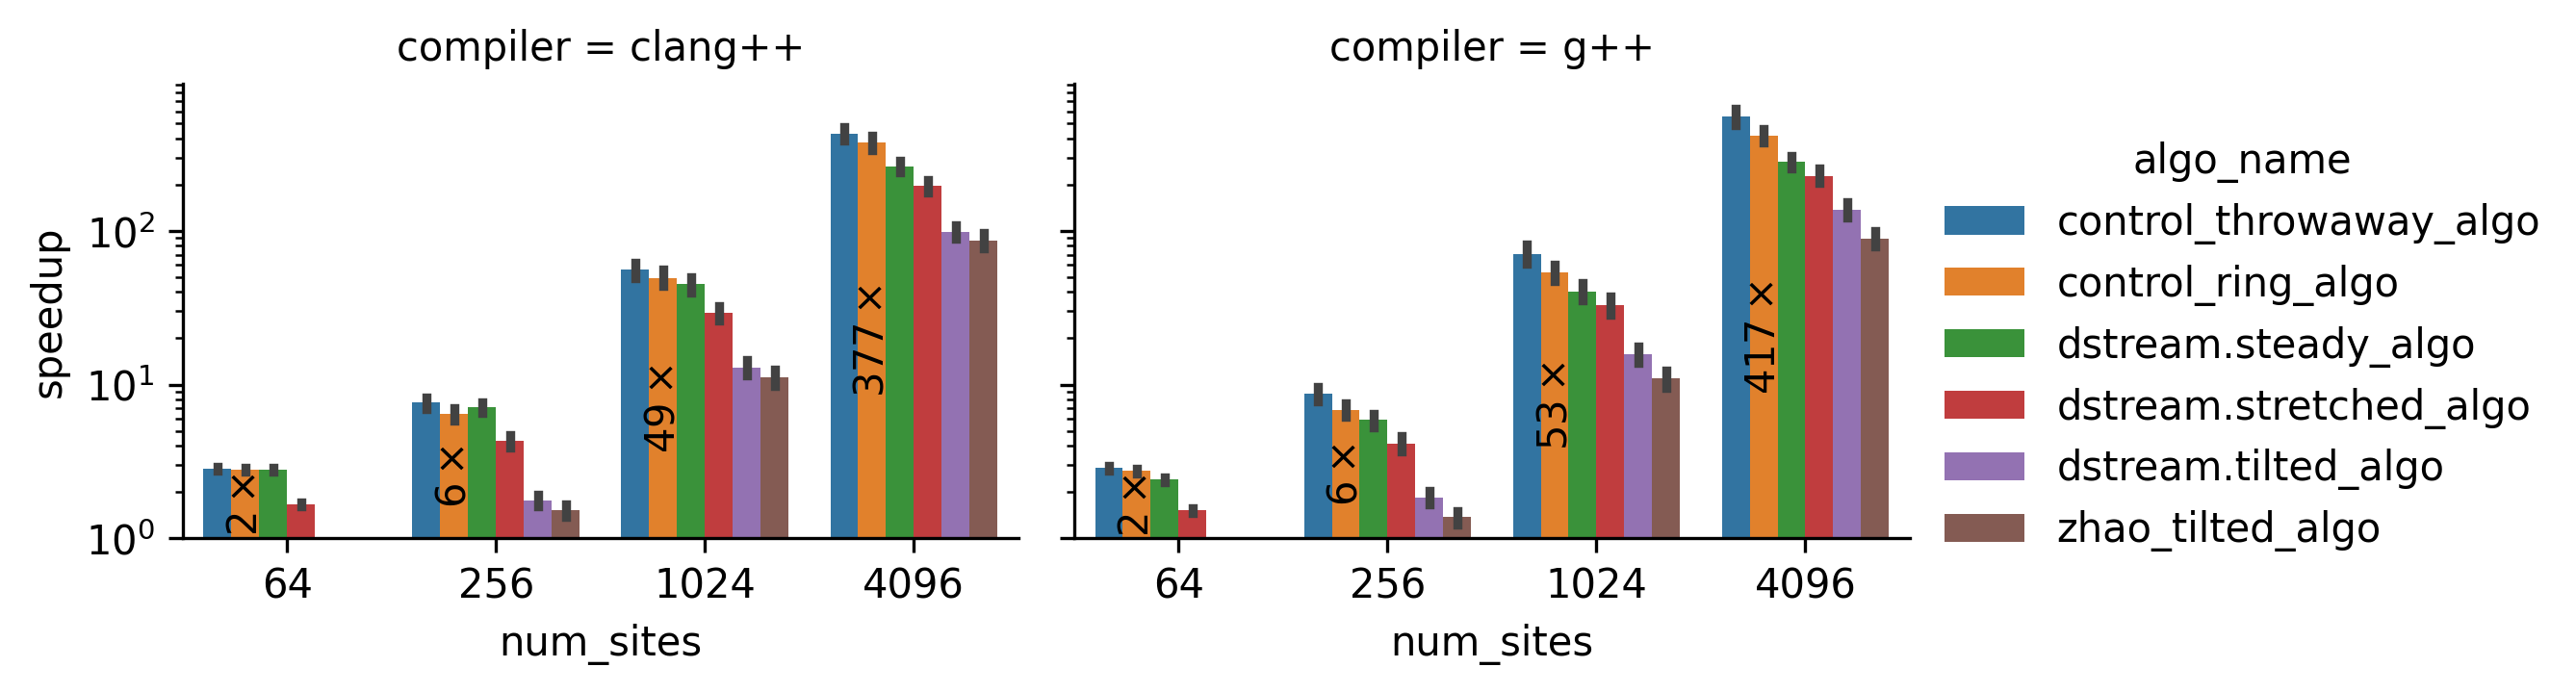 compiler = clang++
compiler = g++
speedup
10²
10¹
10⁰
2×
6×
49×
377×
64
256
1024
4096
num_sites
2×
6×
53×
417×
64
256
1024
4096
num_sites
algo_name
control_throwaway_algo
control_ring_algo
dstream.steady_algo
dstream.stretched_algo
dstream.tilted_algo
zhao_tilted_algo